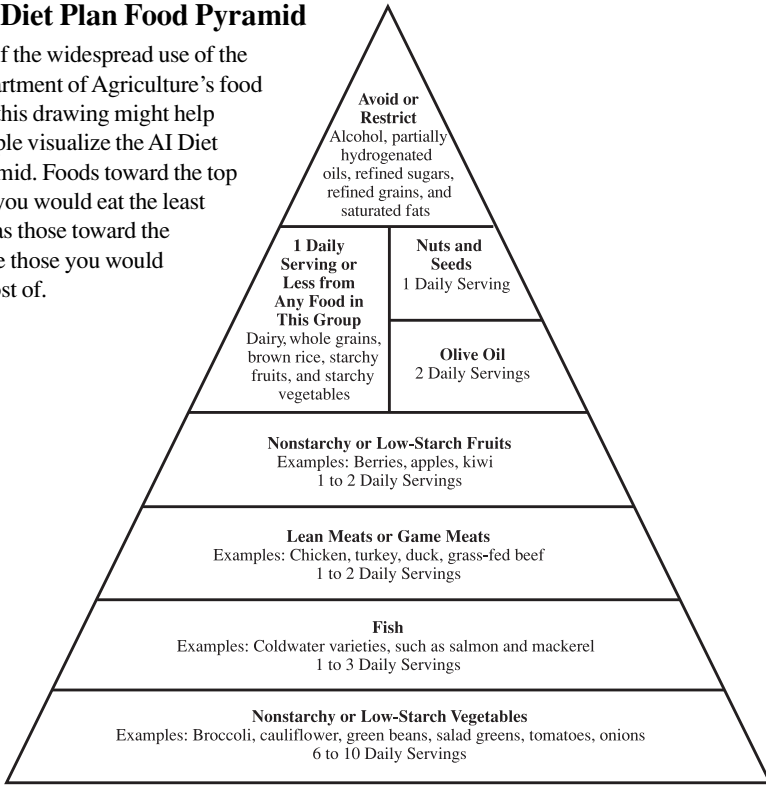 Diet Plan Food Pyramid
f the widespread use of the
artment of Agriculture’s food
this drawing might help
ple visualize the AI Diet
mid. Foods toward the top
you would eat the least
as those toward the
e those you would
ost of.
Avoid or
Restrict
Alcohol, partially
hydrogenated
oils, refined sugars,
refined grains, and
saturated fats
1 Daily
Serving or
Less from
Any Food in
This Group
Dairy, whole grains,
brown rice, starchy
fruits, and starchy
vegetables
Nuts and
Seeds
1 Daily Serving
Olive Oil
2 Daily Servings
Nonstarchy or Low-Starch Fruits
Examples: Berries, apples, kiwi
1 to 2 Daily Servings
Lean Meats or Game Meats
Examples: Chicken, turkey, duck, grass-fed beef
1 to 2 Daily Servings
Fish
Examples: Coldwater varieties, such as salmon and mackerel
1 to 3 Daily Servings
Nonstarchy or Low-Starch Vegetables
Examples: Broccoli, cauliflower, green beans, salad greens, tomatoes, onions
6 to 10 Daily Servings